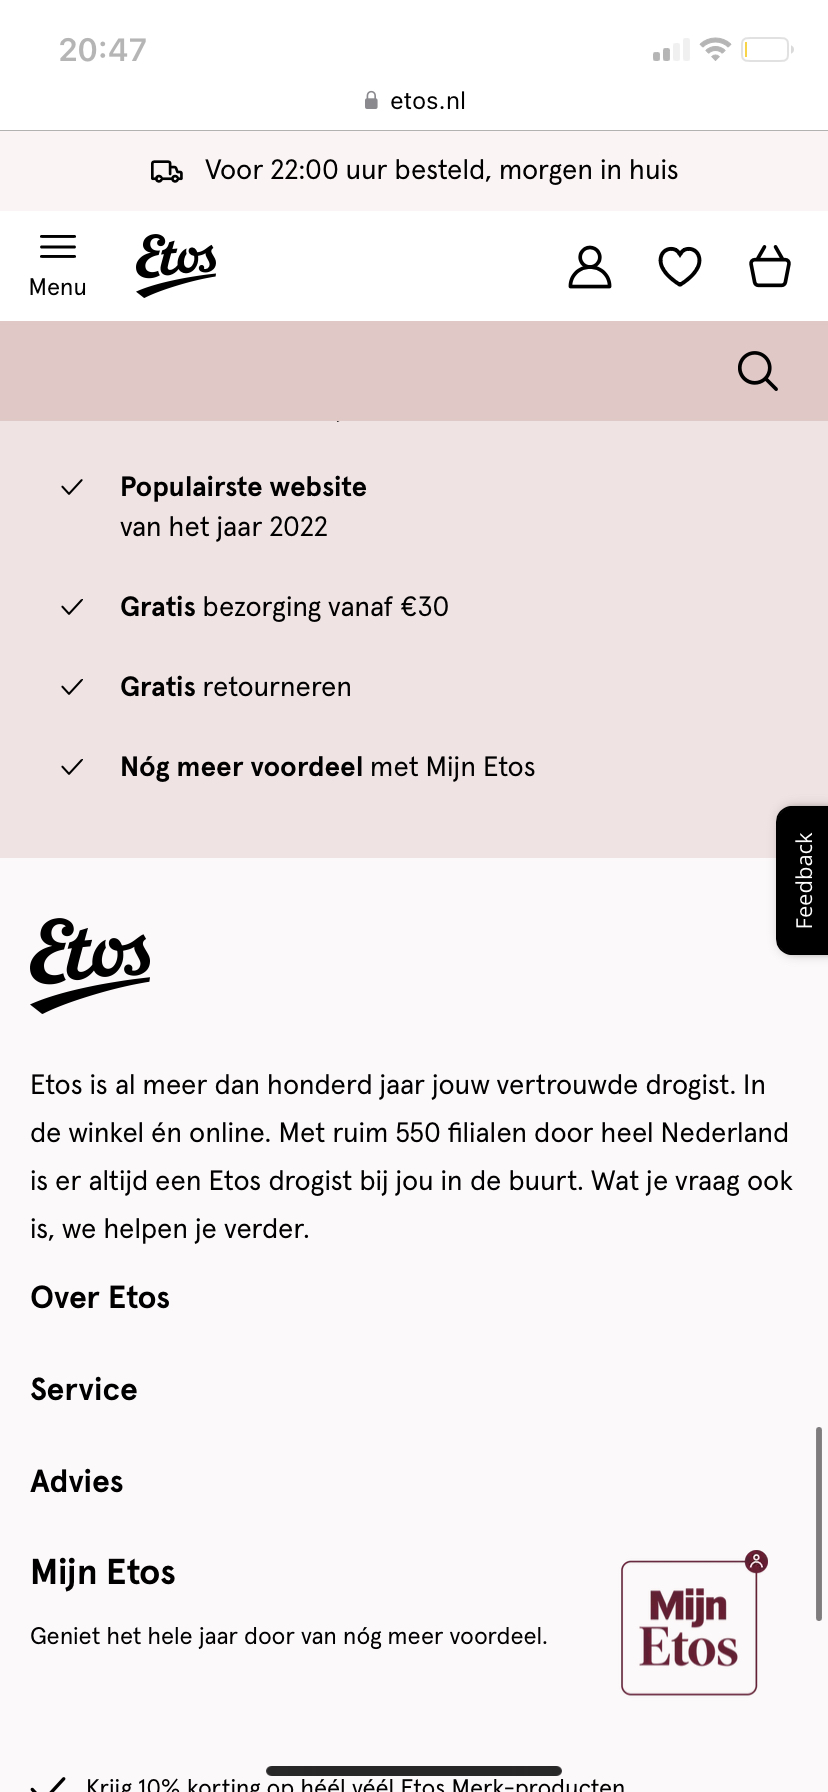 20:47
etos.nl
Voor 22:00 uur besteld, morgen in huis
Menu
Etos
Populairste website
van het jaar 2022
Gratis bezorging vanaf €30
Gratis retourneren
Nóg meer voordeel met Mijn Etos
Feedback
Etos
Etos is al meer dan honderd jaar jouw vertrouwde drogist. In
de winkel én online. Met ruim 550 filialen door heel Nederland
is er altijd een Etos drogist bij jou in de buurt. Wat je vraag ook
is, we helpen je verder.
Over Etos
Service
Advies
Mijn Etos
Geniet het hele jaar door van nóg meer voordeel.
Mijn
Etos
Krijg 10% korting op héél véél Etos Merk-producten